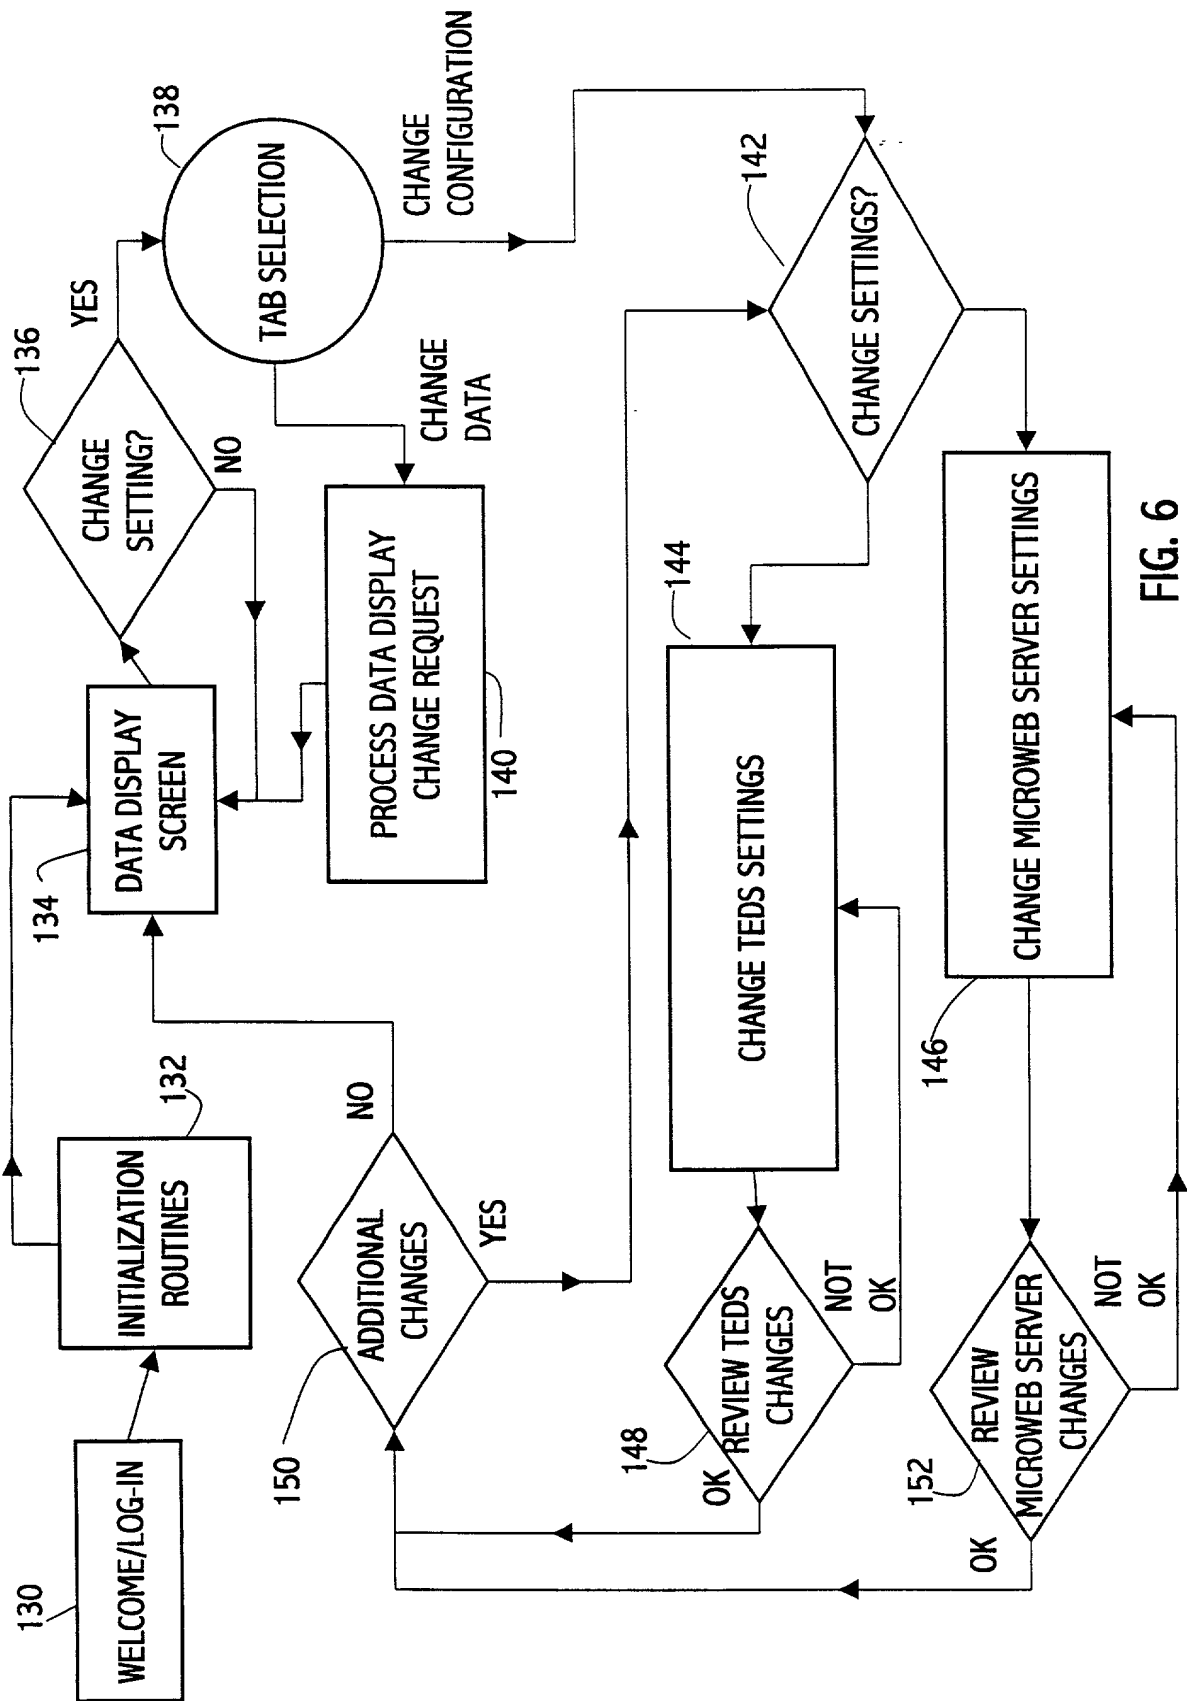 130
WELCOME/LOG-IN
132
INITIALIZATION
ROUTINES
134
DATA DISPLAY
SCREEN
136
CHANGE
SETTING?
YES
NO
138
TAB SELECTION
CHANGE
DATA
CHANGE
CONFIGURATION
PROCESS DATA DISPLAY
CHANGE REQUEST
140
142
CHANGE SETTINGS?
144
CHANGE TEDS SETTINGS
146
CHANGE MICROWEB SERVER SETTINGS
148
REVIEW TEDS
CHANGES
OK
NOT
OK
150
ADDITIONAL
CHANGES
NO
YES
152
REVIEW
MICROWEB SERVER
CHANGES
OK
NOT
OK
FIG. 6